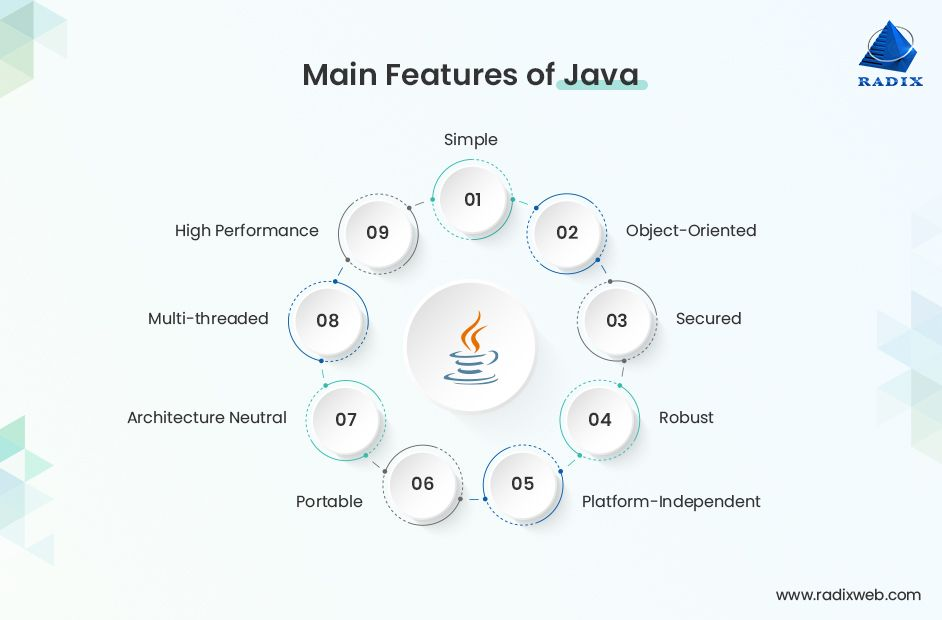 Main Features of Java
RADIX
Simple
01
Object-Oriented
02
Secured
03
Robust
04
Platform-Independent
05
Portable
06
Architecture Neutral
07
Multi-threaded
08
High Performance
09
www.radixweb.com